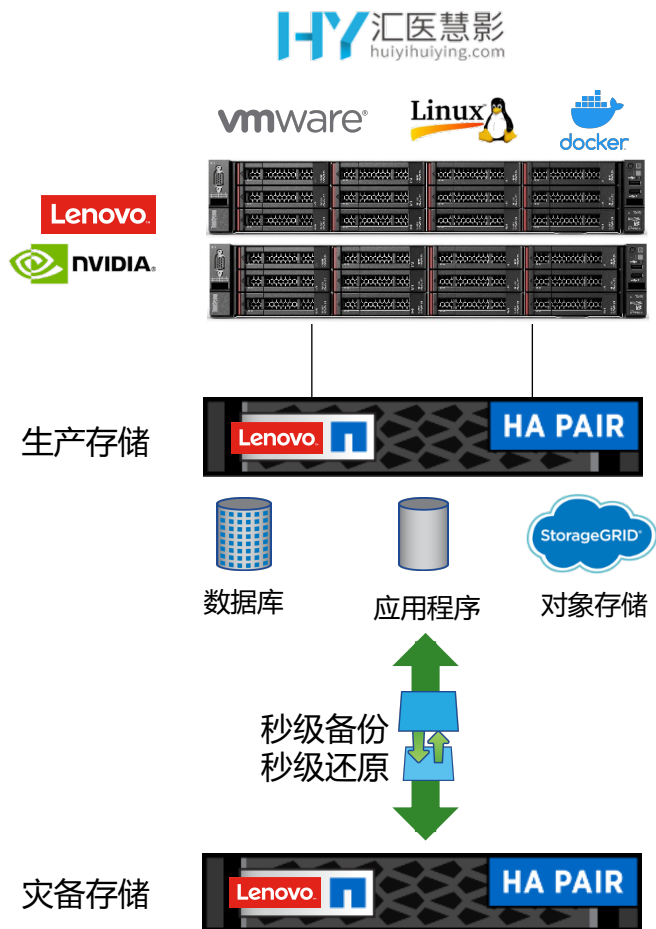 HY汇医慧影
huiyihuiying.com
vmware®
Linux
docker
Lenovo
NVIDIA®
生产存储
Lenovo
HA PAIR
StorageGRID
数据库
应用程序
对象存储
秒级备份
秒级还原
灾备存储
Lenovo
HA PAIR